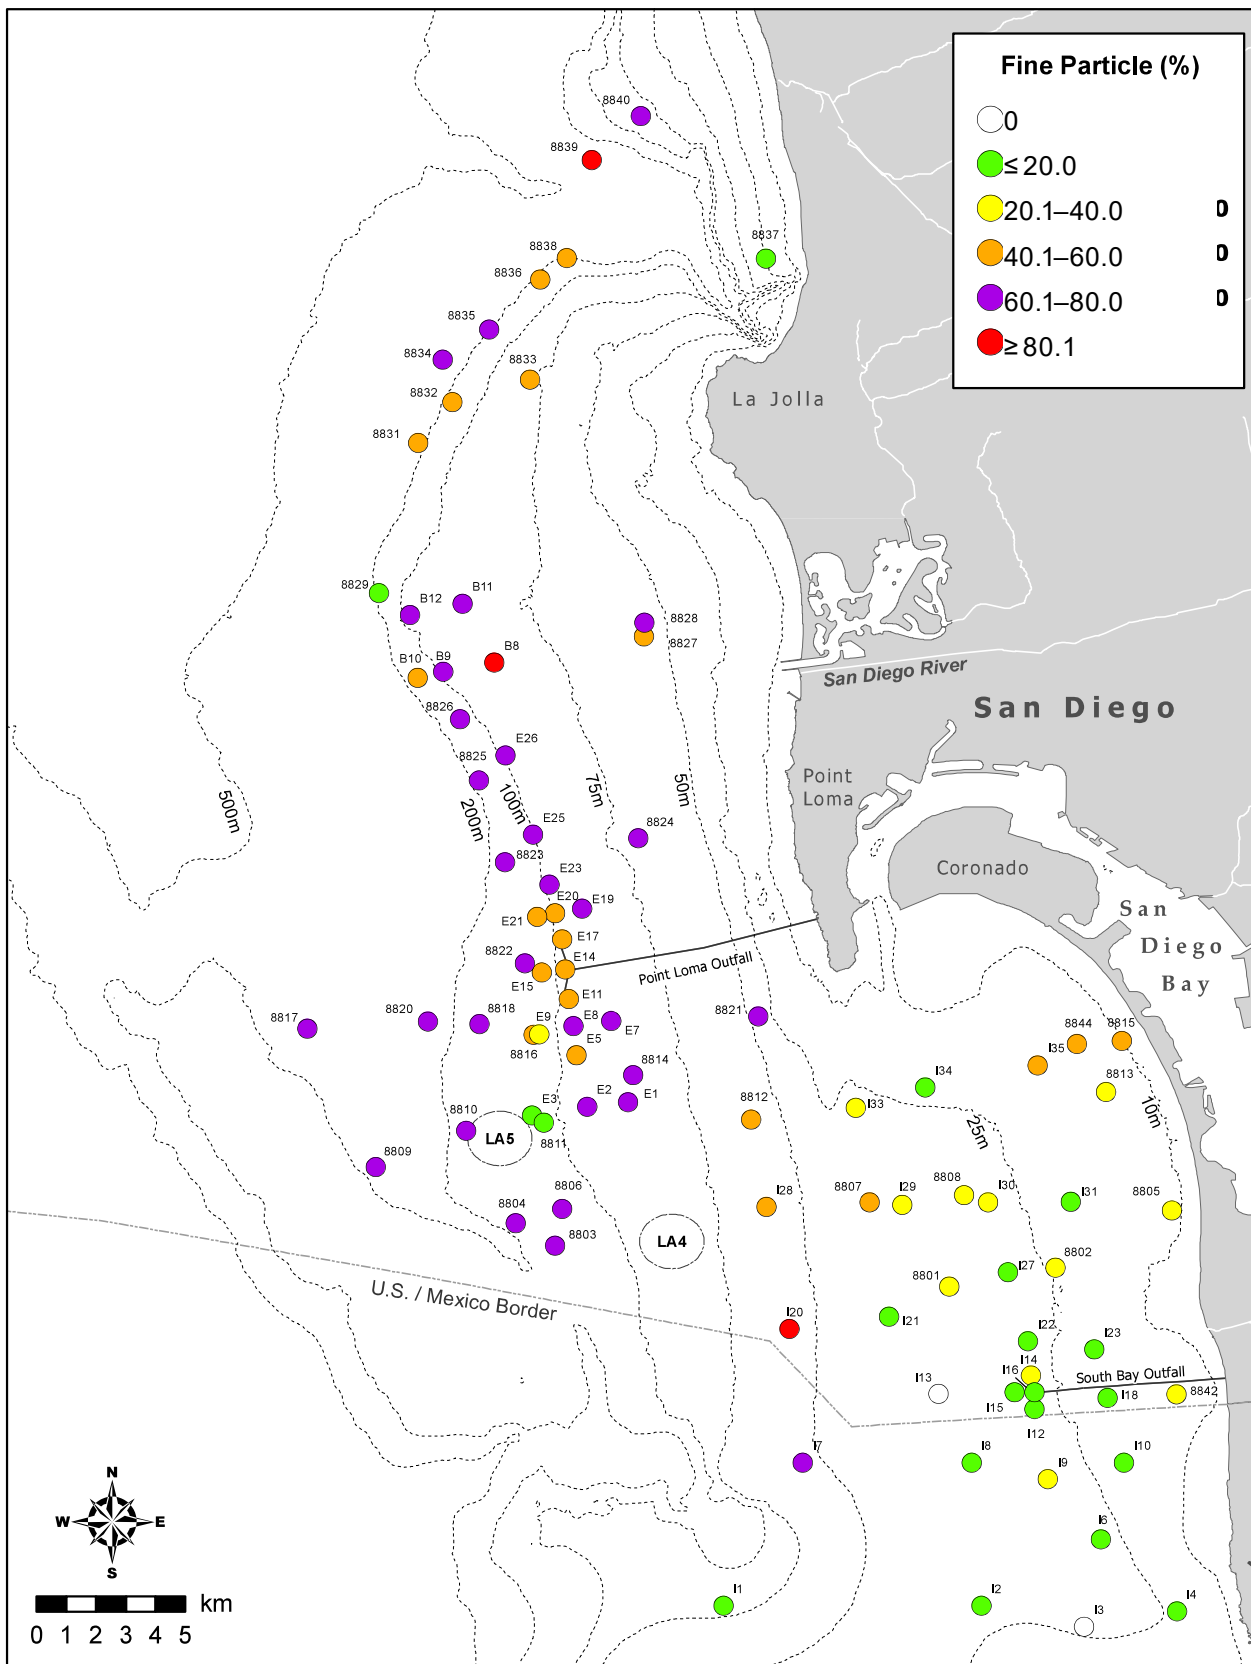 Fine Particle (%)
0
≤ 20.0
20.1–40.0
0
40.1–60.0
0
60.1–80.0
0
≥ 80.1
8840
8839
8837
8838
8836
8835
8834
8833
8832
8831
La Jolla
8829
B12
B11
8828
8827
B10
B9
B8
San Diego River
San Diego
8826
E26
8825
Point
Loma
500m
200m
100m
75m
50m
E25
8824
8823
Coronado
E23
E20
E19
E21
San
Diego
Bay
E17
8822
E14
E15
Point Loma Outfall
E11
8817
8820
8818
E9
E8
E7
8821
8816
E5
8844
8815
I35
8814
I34
8813
E2
E1
I33
10m
E3
8812
25m
8810
LA5
8811
8809
8806
I28
8807
I29
8808
I30
I31
8805
8804
8803
LA4
8802
I27
8801
U.S. / Mexico Border
I20
I21
I22
I23
I14
I16
I13
South Bay Outfall
I18
8842
I15
I12
I7
I8
I9
I10
N
W
E
S
I6
km
0 1 2 3 4 5
I1
I2
I3
I4